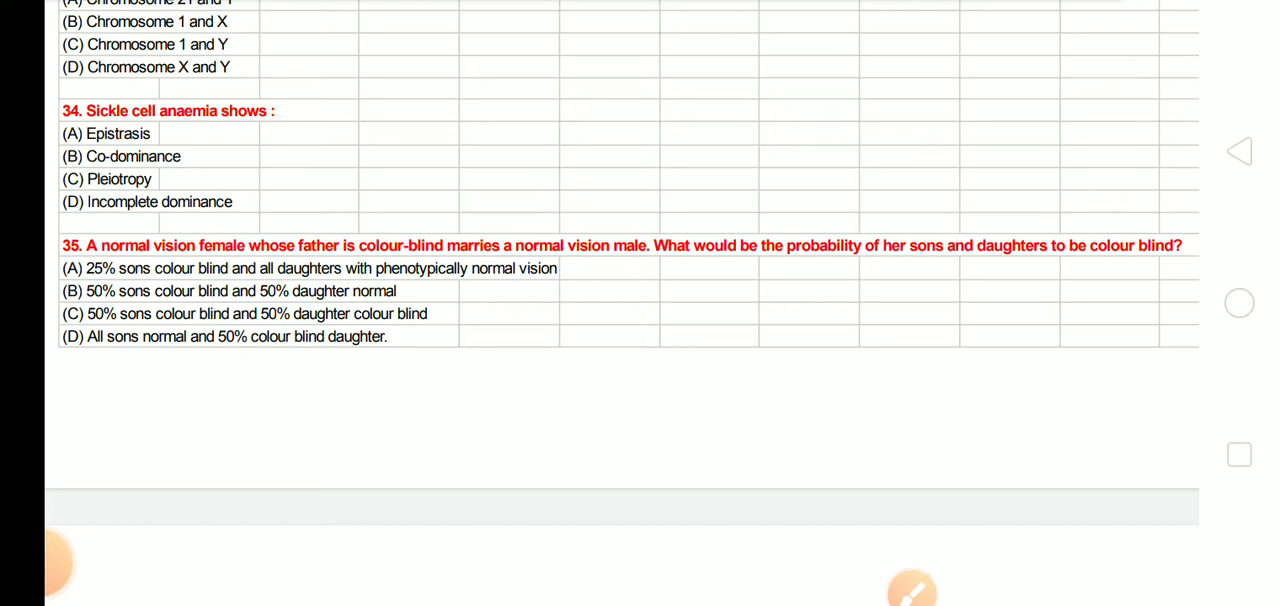 (A) Chromosome 21 and Y
(B) Chromosome 1 and X
(C) Chromosome 1 and Y
(D) Chromosome X and Y
34. Sickle cell anaemia shows :
(A) Epistrasis
(B) Co-dominance
(C) Pleiotropy
(D) Incomplete dominance
35. A normal vision female whose father is colour-blind marries a normal vision male. What would be the probability of her sons and daughters to be colour blind?
(A) 25% sons colour blind and all daughters with phenotypically normal vision
(B) 50% sons colour blind and 50% daughter normal
(C) 50% sons colour blind and 50% daughter colour blind
(D) All sons normal and 50% colour blind daughter.